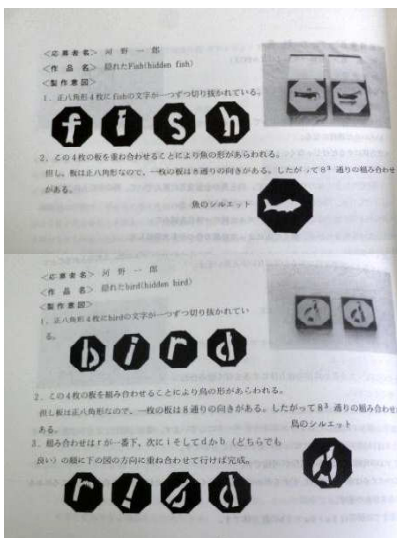 <応募者名> 河 野 一 郎
<作 品 名> 隠れたFish(hidden fish)
<製作意図>
1．正八角形4枚にfishの文字が一つずつ切り抜かれている。
f i s h
2．この4枚の板を重ね合わせることにより魚の形があらわれる。
但し、板は正八角形なので、一枚の板は8通りの向きがある。したがって8³ 通りの組み合わせ
がある。
魚のシルエット
<応募者名> 河 野 一 郎
<作 品 名> 隠れたbird(hidden bird)
<製作意図>
1．正八角形4枚にbirdの文字が一つずつ切り抜かれてい
る。
b i r d
2．この4枚の板を組み合わせることにより鳥の形があらわれる。
但し板は正八角形なので、一枚の板は8通りの向きがある。したがって8³ 通りの組み合わせ
ある。
鳥のシルエット
3．組み合わせはrが一番下、次にiそしてdかb（どちらでも
良い）の順に下の図の方向に重ね合わせて行けば完成。
r i b d